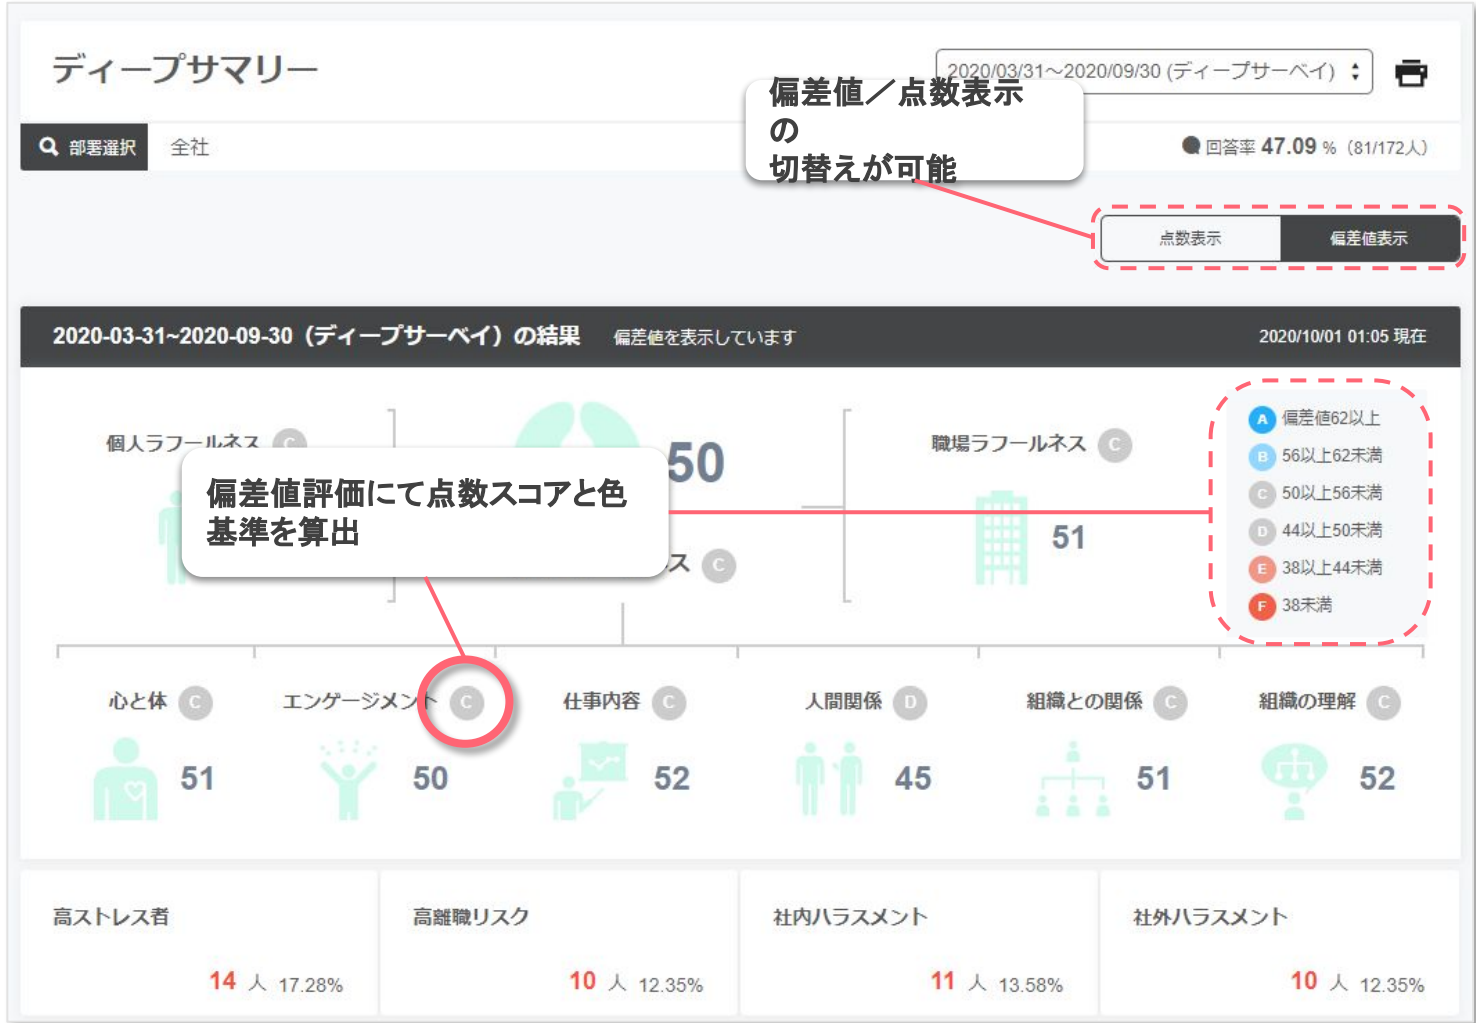 ディープサマリー
2020/03/31～2020/09/30 (ディープサーベイ)
偏差値／点数表示
の
切替えが可能
部署選択
全社
回答率 47.09 % （81/172人）
点数表示
偏差値表示
2020-03-31~2020-09-30（ディープサーベイ）の結果
偏差値を表示しています
2020/10/01 01:05 現在
個人ラフールネス C
50
ス C
職場ラフールネス C
51
A 偏差値62以上
B 56以上62未満
C 50以上56未満
D 44以上50未満
E 38以上44未満
F 38未満
偏差値評価にて点数スコアと色
基準を算出
心と体 C
51
エンゲージメント C
50
仕事内容 C
52
人間関係 D
45
組織との関係 C
51
組織の理解 C
52
高ストレス者
14 人 17.28%
高離職リスク
10 人 12.35%
社内ハラスメント
11 人 13.58%
社外ハラスメント
10 人 12.35%